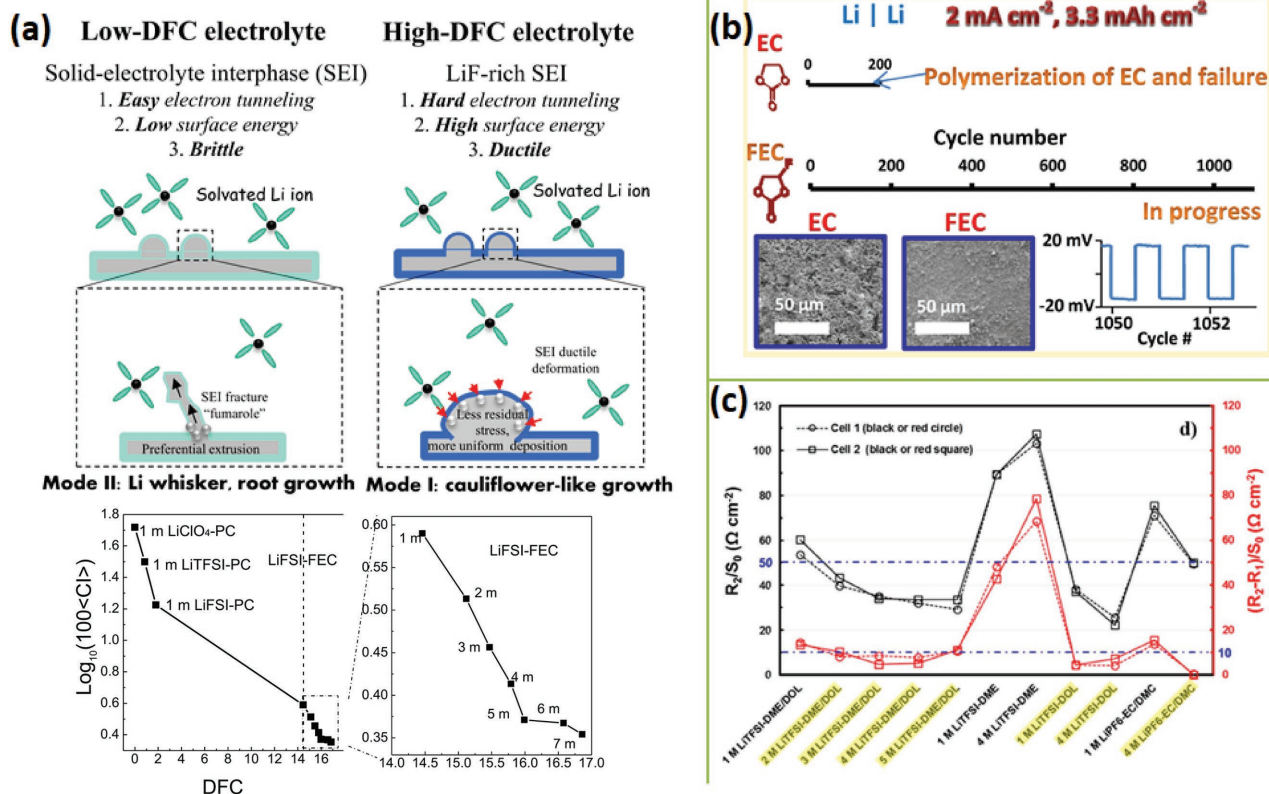 (a)
Low-DFC electrolyte
Solid-electrolyte interphase (SEI)
1. Easy electron tunneling
2. Low surface energy
3. Brittle
Solvated Li ion
SEI fracture
"fumarole"
Preferential extrusion
Mode II: Li whisker, root growth
High-DFC electrolyte
LiF-rich SEI
1. Hard electron tunneling
2. High surface energy
3. Ductile
Solvated Li ion
SEI ductile
deformation
Less residual
stress,
more uniform deposition
Mode I: cauliflower-like growth
Log10(100<CI>)
1.8
1.6
1.4
1.2
1.0
0.8
0.6
0.4
1 m LiClO₄-PC
1 m LiTFSI-PC
1 m LiFSI-PC
LiFSI-FEC
0 2 4 6 8 10 12 14 16
DFC
0.60
0.55
0.50
0.45
0.40
0.35
LiFSI-FEC
1 m
2 m
3 m
4 m
5 m
6 m
7 m
14.0 14.5 15.0 15.5 16.0 16.5 17.0
(b)
Li | Li
2 mA cm⁻², 3.3 mAh cm⁻²
EC
0 200
Polymerization of EC and failure
Cycle number
FEC
F
O
O
O
0 200 400 600 800 1000
In progress
EC
50 µm
FEC
50 µm
20 mV
-20 mV
1050 1052
Cycle #
(c)
d)
Cell 1 (black or red circle)
Cell 2 (black or red square)
R₂/S₀ (Ω cm⁻²)
120
100
80
60
50
40
20
0
(R₂-R₁)/S₀ (Ω cm⁻²)
120
110
100
90
80
70
60
50
40
30
20
10
0
1 M LiTFSI-DME/DOL
2 M LiTFSI-DME/DOL
3 M LiTFSI-DME/DOL
4 M LiTFSI-DME/DOL
5 M LiTFSI-DME/DOL
1 M LiTFSI-DME
4 M LiTFSI-DME
1 M LiTFSI-DOL
4 M LiTFSI-DOL
1 M LiPF6-EC/DMC
4 M LiPF6-EC/DMC